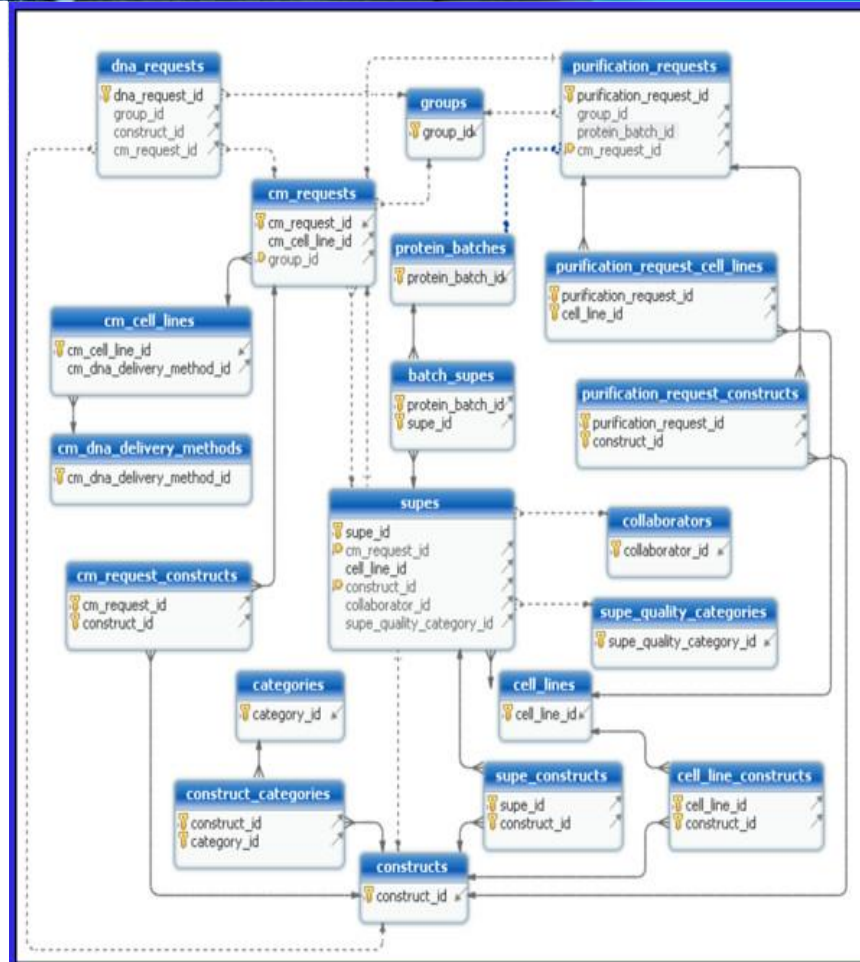 dna_requests
dna_request_id
group_id
construct_id
cm_request_id
groups
group_id
purification_requests
purification_request_id
group_id
protein_batch_id
cm_request_id
cm_requests
cm_request_id
cm_cell_line_id
group_id
protein_batches
protein_batch_id
purification_request_cell_lines
purification_request_id
cell_line_id
cm_cell_lines
cm_cell_line_id
cm_dna_delivery_method_id
batch_supes
protein_batch_id
supe_id
purification_request_constructs
purification_request_id
construct_id
cm_dna_delivery_methods
cm_dna_delivery_method_id
supes
supe_id
cm_request_id
cell_line_id
construct_id
collaborator_id
supe_quality_category_id
collaborators
collaborator_id
cm_request_constructs
cm_request_id
construct_id
supe_quality_categories
supe_quality_category_id
categories
category_id
cell_lines
cell_line_id
construct_categories
construct_id
category_id
supe_constructs
supe_id
construct_id
cell_line_constructs
cell_line_id
construct_id
constructs
construct_id